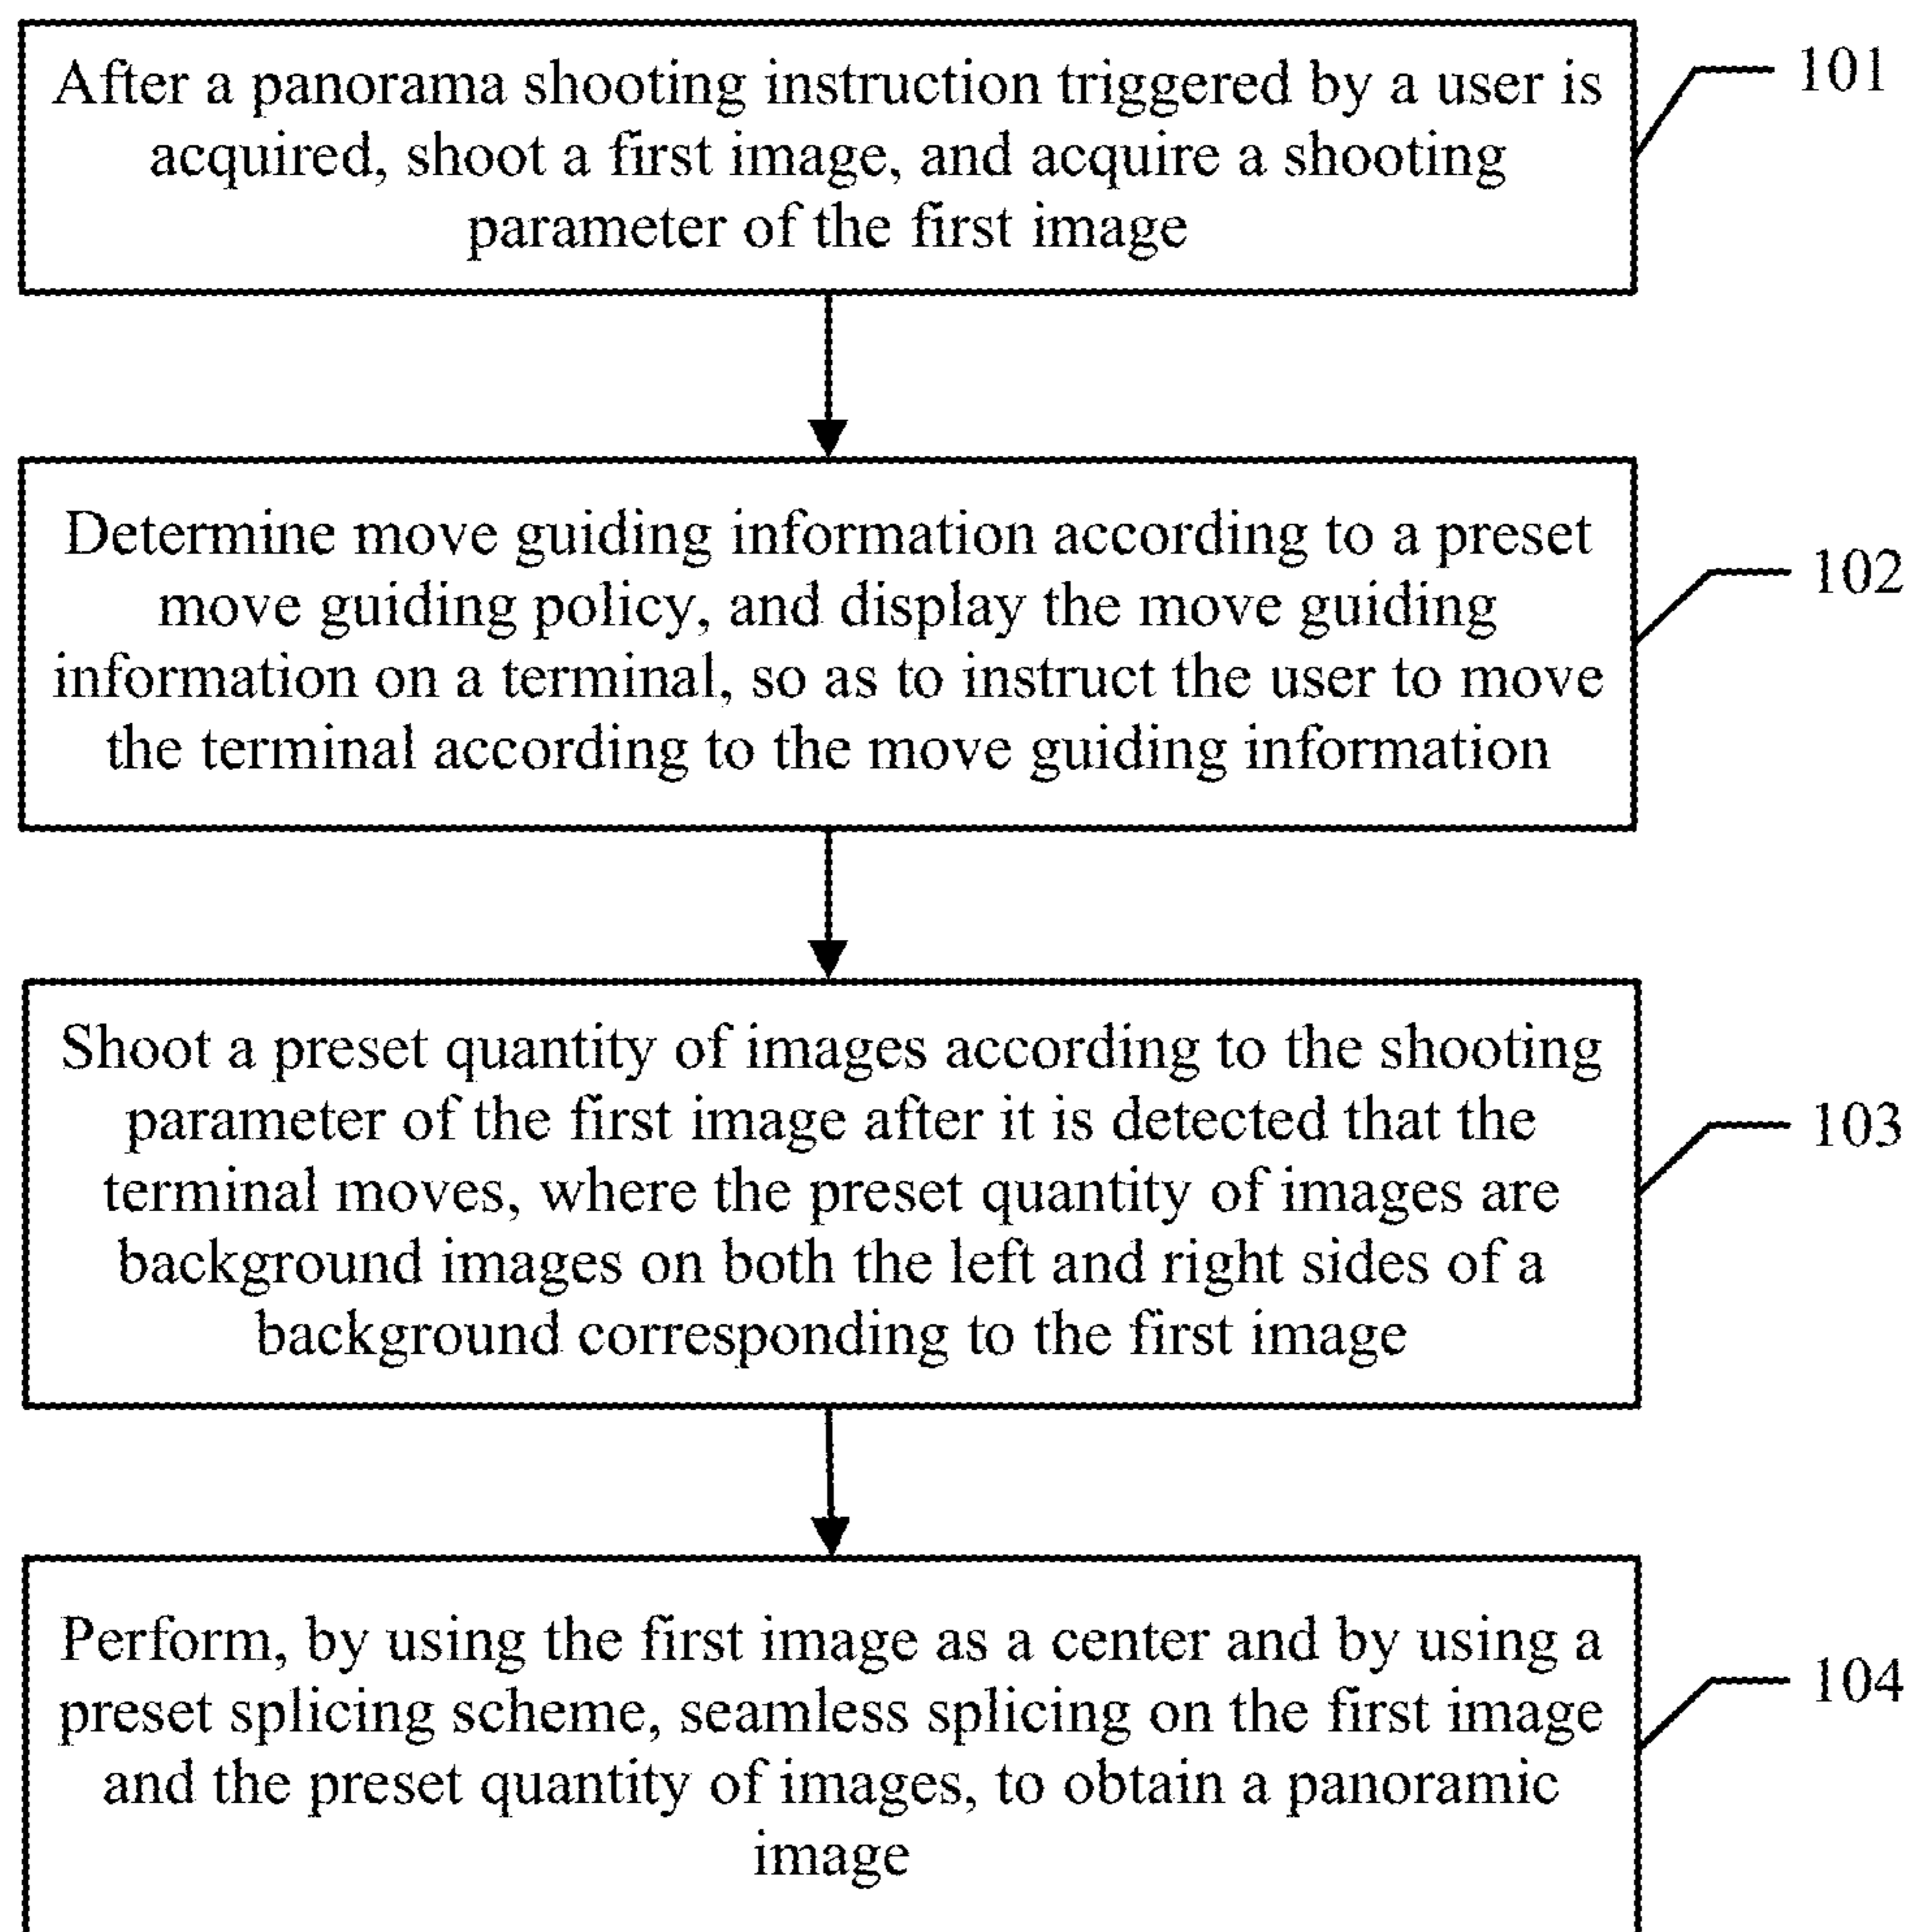 After a panorama shooting instruction triggered by a user is
acquired, shoot a first image, and acquire a shooting
parameter of the first image
101
Determine move guiding information according to a preset
move guiding policy, and display the move guiding
information on a terminal, so as to instruct the user to move
the terminal according to the move guiding information
102
Shoot a preset quantity of images according to the shooting
parameter of the first image after it is detected that the
terminal moves, where the preset quantity of images are
background images on both the left and right sides of a
background corresponding to the first image
103
Perform, by using the first image as a center and by using a
preset splicing scheme, seamless splicing on the first image
and the preset quantity of images, to obtain a panoramic
image
104